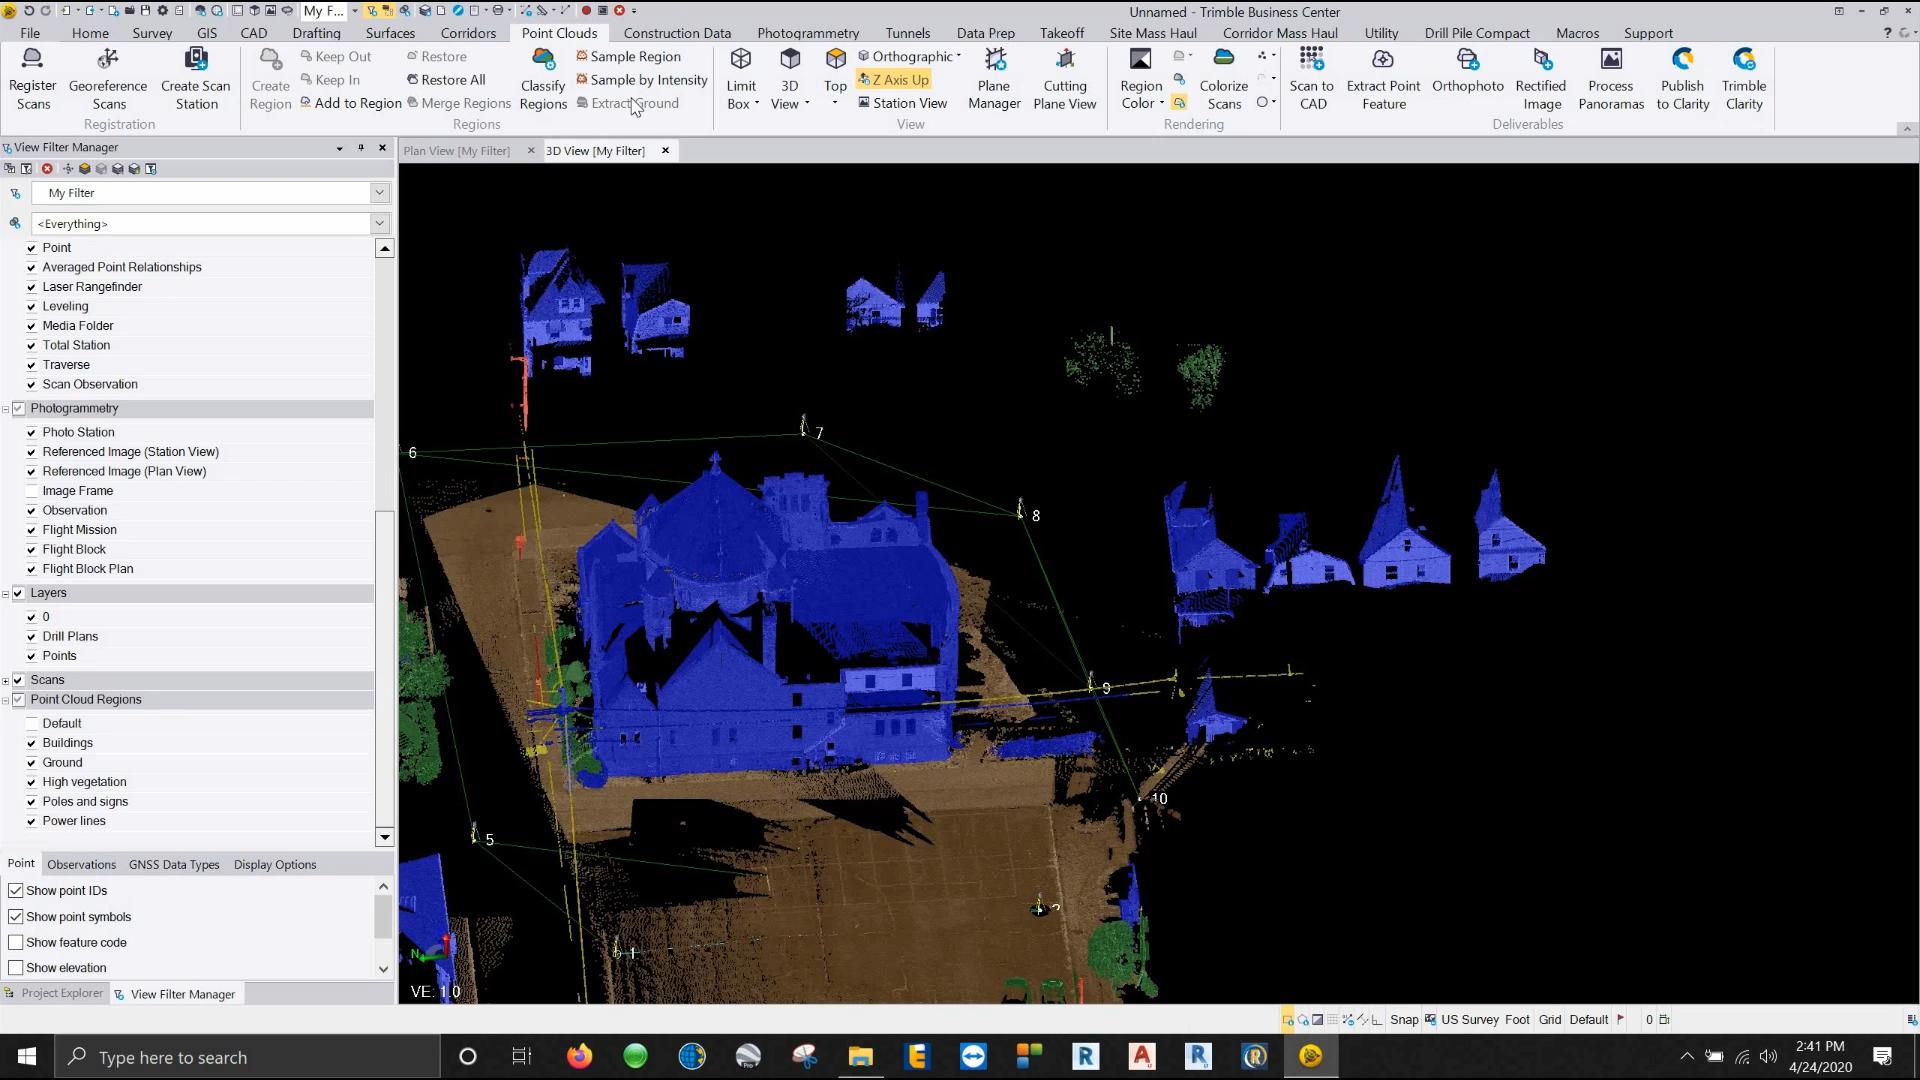 My F...
Unnamed - Trimble Business Center
File Home Survey GIS CAD Drafting Surfaces Corridors Point Clouds Construction Data Photogrammetry Tunnels Data Prep Takeoff Site Mass Haul Corridor Mass Haul Utility Drill Pile Compact Macros Support
Register Scans
Georeference Scans
Create Scan Station
Registration
Create Region
Keep Out
Keep In
Add to Region
Restore
Restore All
Merge Regions
Classify Regions
Sample Region
Sample by Intensity
Extract Ground
Regions
Limit Box
3D View
Top
Orthographic
Z Axis Up
Station View
Plane Manager
Cutting Plane View
View
Region Color
Colorize Scans
Rendering
Scan to CAD
Extract Point Feature
Orthophoto
Rectified Image
Process Panoramas
Publish to Clarity
Trimble Clarity
Deliverables
View Filter Manager
My Filter
<Everything>
Point
Averaged Point Relationships
Laser Rangefinder
Leveling
Media Folder
Total Station
Traverse
Scan Observation
Photogrammetry
Photo Station
Referenced Image (Station View)
Referenced Image (Plan View)
Image Frame
Observation
Flight Mission
Flight Block
Flight Block Plan
Layers
0
Drill Plans
Points
Scans
Point Cloud Regions
Default
Buildings
Ground
High vegetation
Poles and signs
Power lines
Point Observations GNSS Data Types Display Options
Show point IDs
Show point symbols
Show feature code
Show elevation
Project Explorer View Filter Manager
Plan View [My Filter] 3D View [My Filter]
7
6
8
9
10
5
1
N
VE: 1.0
Snap US Survey Foot Grid Default 0
Type here to search
2:41 PM
4/24/2020